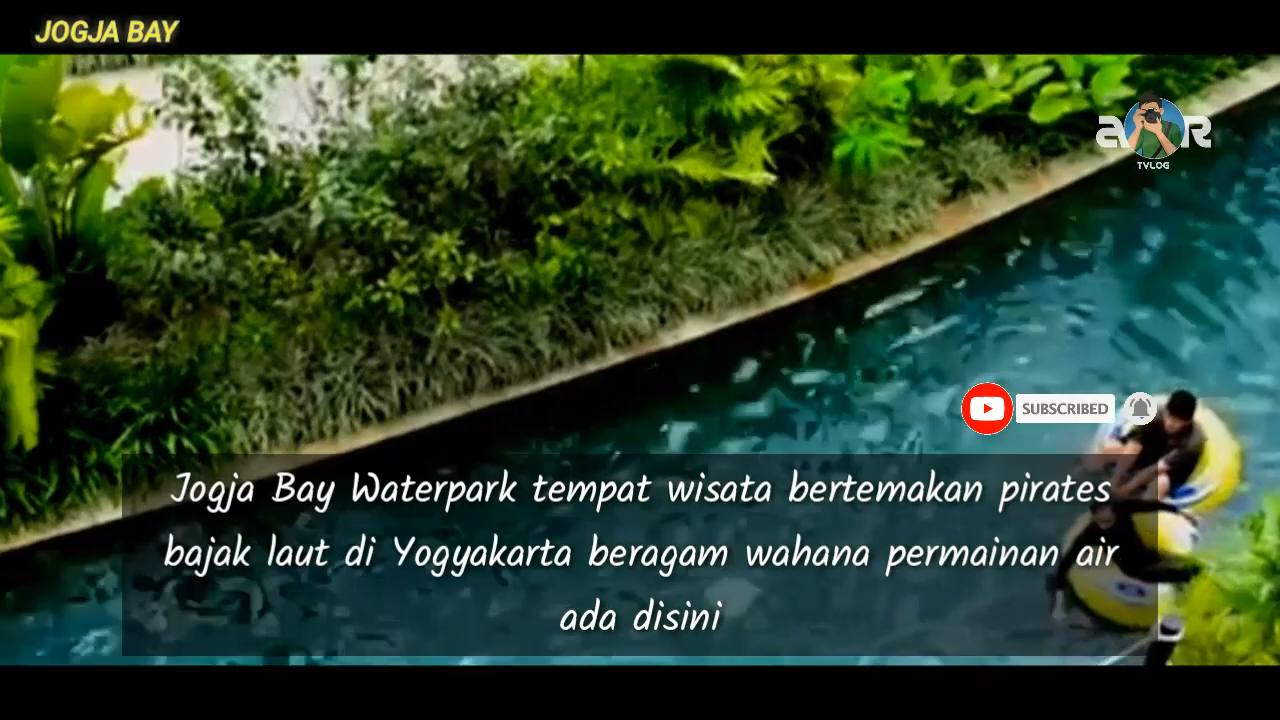 JOGJA BAY
TVLOG
SUBSCRIBED
Jogja Bay Waterpark tempat wisata bertemakan pirates
bajak laut di Yogyakarta beragam wahana permainan air
ada disini